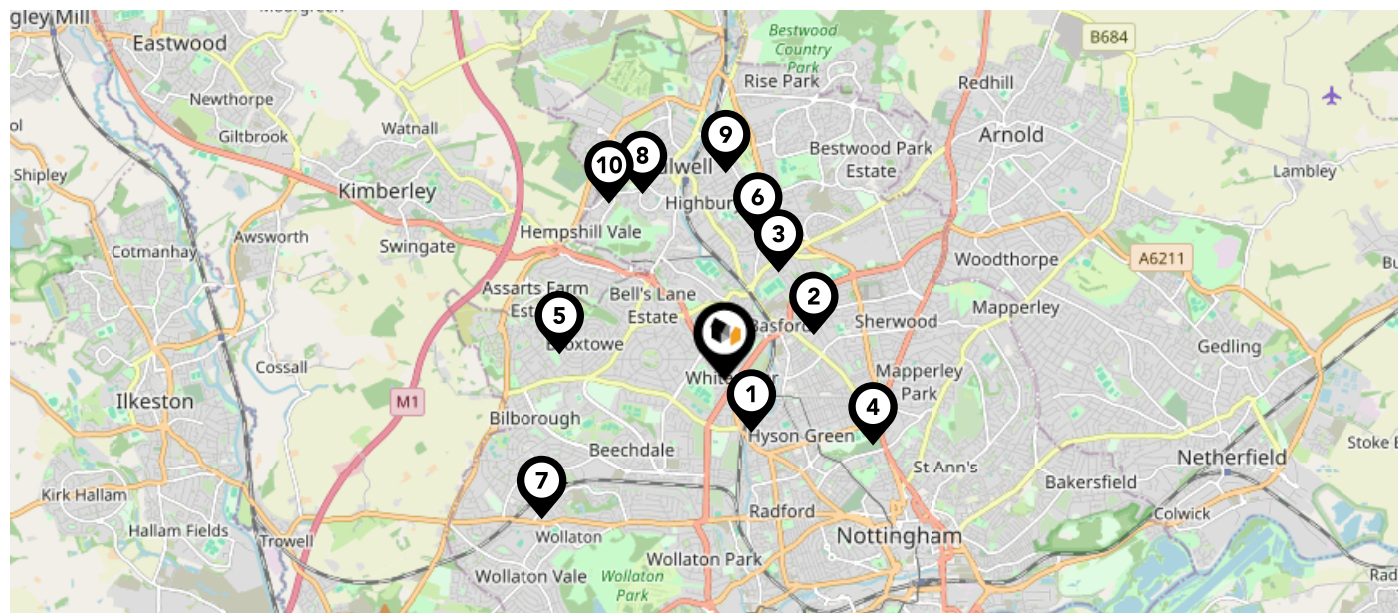 gley Mill
Eastwood
Bestwood
Country
Park
B684
Rise Park
Redhill
Newthorpe
Watnall
Giltbrook
9
Arnold
10
8
Bestwood Park
Estate
Shipley
Kimberley
Lambley
6
Highbur
Swingate
Awsworth
Hempshill Vale
3
Cotmanhay
Woodthorpe
A6211
Assarts Farm
Est
Bell's Lane
Estate
2
Mapperley
5
Basford
Sherwood
Gedling
Cossall
Mapperley
Park
Ilkeston
M1
1
4
Bilborough
Hyson Green
Beechdale
Stoke B
St Ann's
Netherfield
7
Bakersfield
Kirk Hallam
Hallam Fields
Radford
Colwick
Trowell
Wollaton
Nottingham
Wollaton Park
Wollaton Vale
Wollaton
Park
Rad